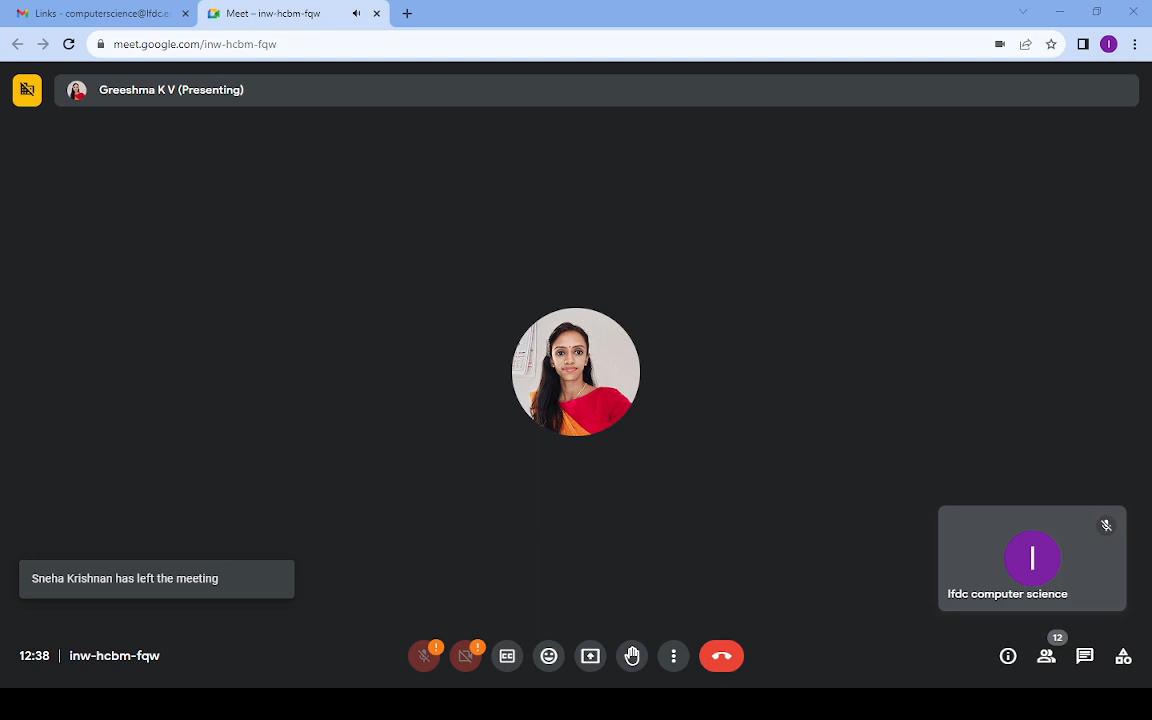 Links - computerscience@lfdc.e
Meet – inw-hcbm-fqw
meet.google.com/inw-hcbm-fqw
I
Greeshma K V (Presenting)
Sneha Krishnan has left the meeting
I
lfdc computer science
12:38 | inw-hcbm-fqw
!
!
CC
12